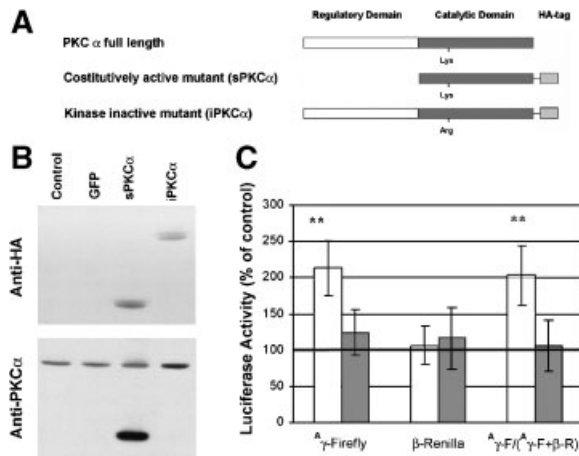 A
Regulatory Domain Catalytic Domain HA-tag
PKC α full length
Lys
Costitutively active mutant (sPKCα)
Lys
Kinase inactive mutant (iPKCα)
Arg
B
Control
GFP
sPKCα
iPKCα
Anti-HA
Anti-PKCα
C
Luciferase Activity (% of control)
300
250
200
150
100
50
0
**
**
Aγ-Firefly
β-Renilla
Aγ-F/(Aγ-F+β-R)